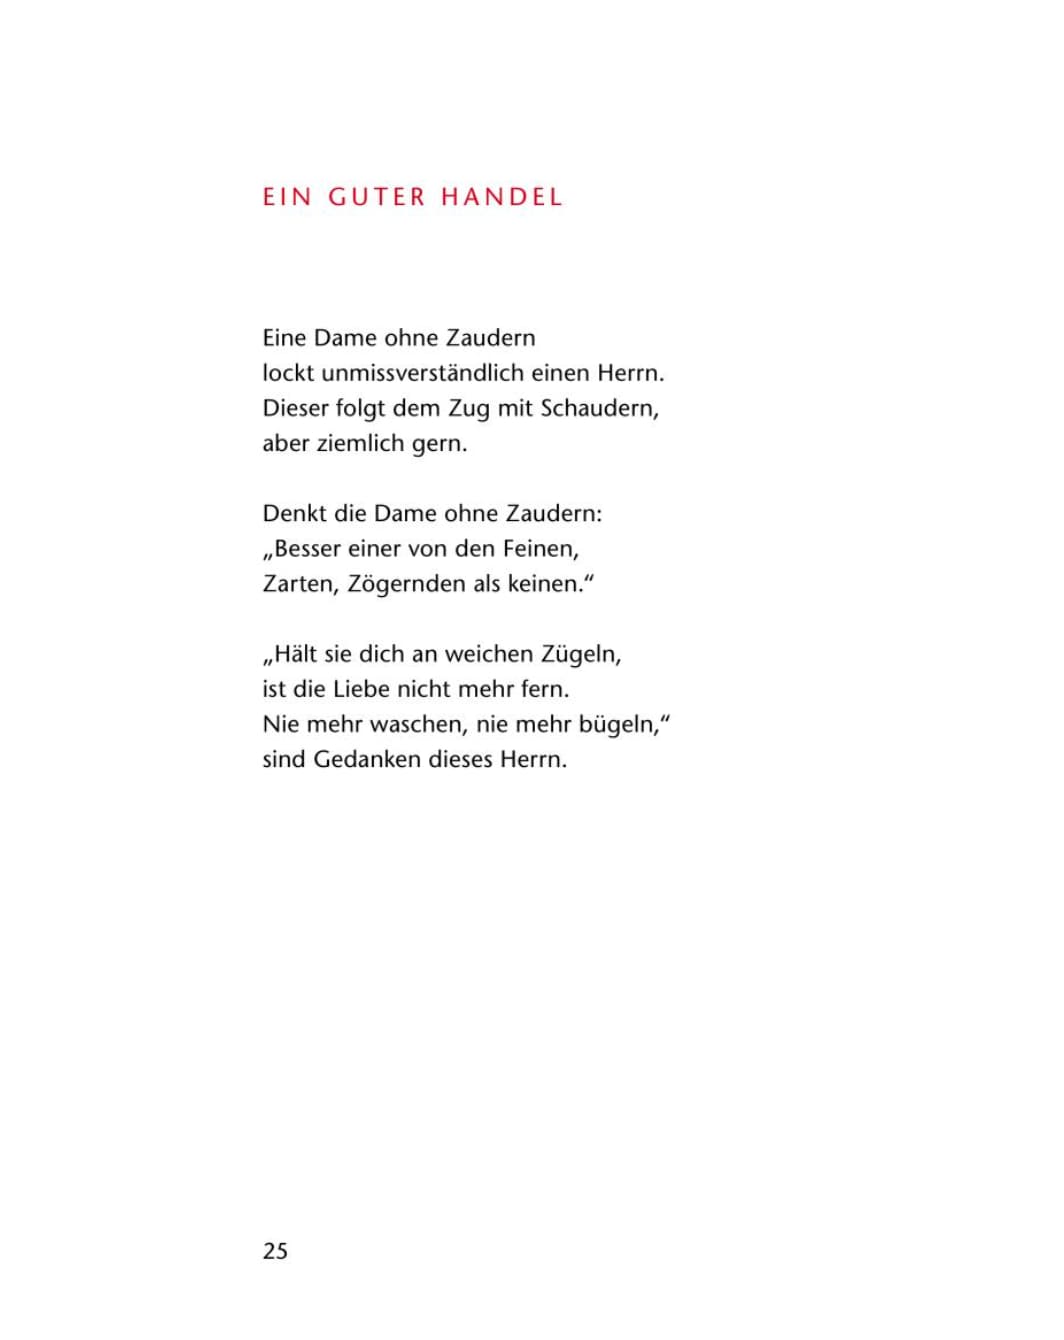 EIN GUTER HANDEL
Eine Dame ohne Zaudern
lockt unmissverständlich einen Herrn.
Dieser folgt dem Zug mit Schaudern,
aber ziemlich gern.
Denkt die Dame ohne Zaudern:
„Besser einer von den Feinen,
Zarten, Zögernden als keinen.“
„Hält sie dich an weichen Zügeln,
ist die Liebe nicht mehr fern.
Nie mehr waschen, nie mehr bügeln,“
sind Gedanken dieses Herrn.
25